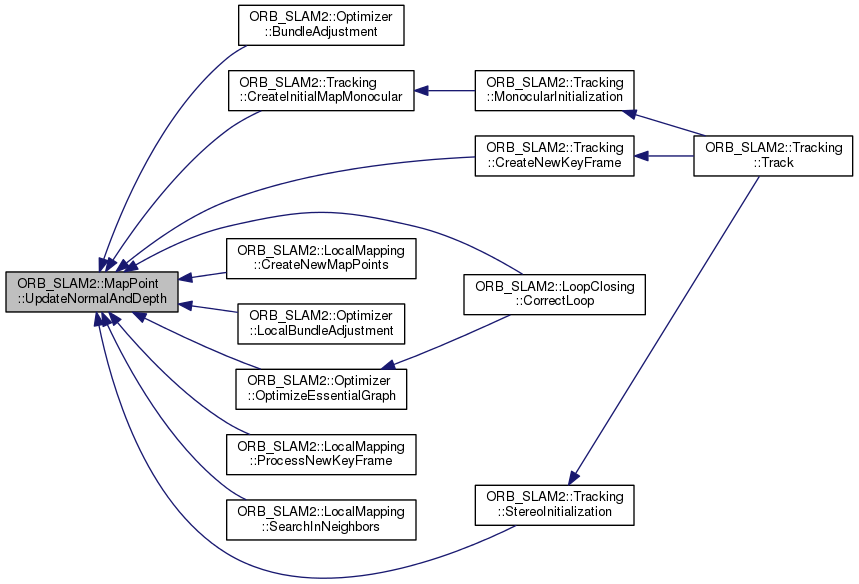 ORB_SLAM2::Optimizer
::BundleAdjustment
ORB_SLAM2::Tracking
::CreateInitialMapMonocular
ORB_SLAM2::Tracking
::MonocularInitialization
ORB_SLAM2::Tracking
::CreateNewKeyFrame
ORB_SLAM2::Tracking
::Track
ORB_SLAM2::LocalMapping
::CreateNewMapPoints
ORB_SLAM2::MapPoint
::UpdateNormalAndDepth
ORB_SLAM2::LoopClosing
::CorrectLoop
ORB_SLAM2::Optimizer
::LocalBundleAdjustment
ORB_SLAM2::Optimizer
::OptimizeEssentialGraph
ORB_SLAM2::LocalMapping
::ProcessNewKeyFrame
ORB_SLAM2::LocalMapping
::SearchInNeighbors
ORB_SLAM2::Tracking
::StereoInitialization